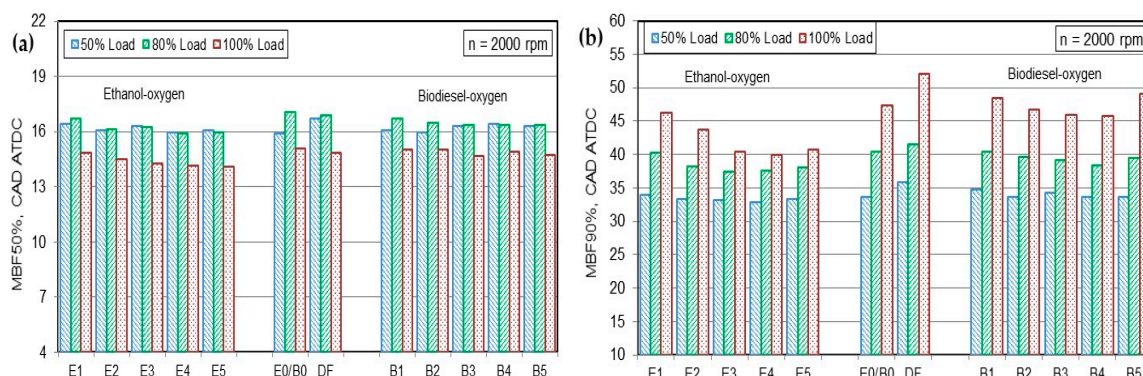 (a)
22
50% Load 80% Load 100% Load
n = 2000 rpm
Ethanol-oxygen
Biodiesel-oxygen
19
16
13
10
7
4
MBF50%, CAD ATDC
E1 E2 E3 E4 E5 E0/B0 DF B1 B2 B3 B4 B5
(b)
60
50% Load 80% Load 100% Load
n = 2000 rpm
Ethanol-oxygen
Biodiesel-oxygen
55
50
45
40
35
30
25
20
15
10
MBF90%, CAD ATDC
E1 E2 E3 E4 E5 E0/B0 DF B1 B2 B3 B4 B5